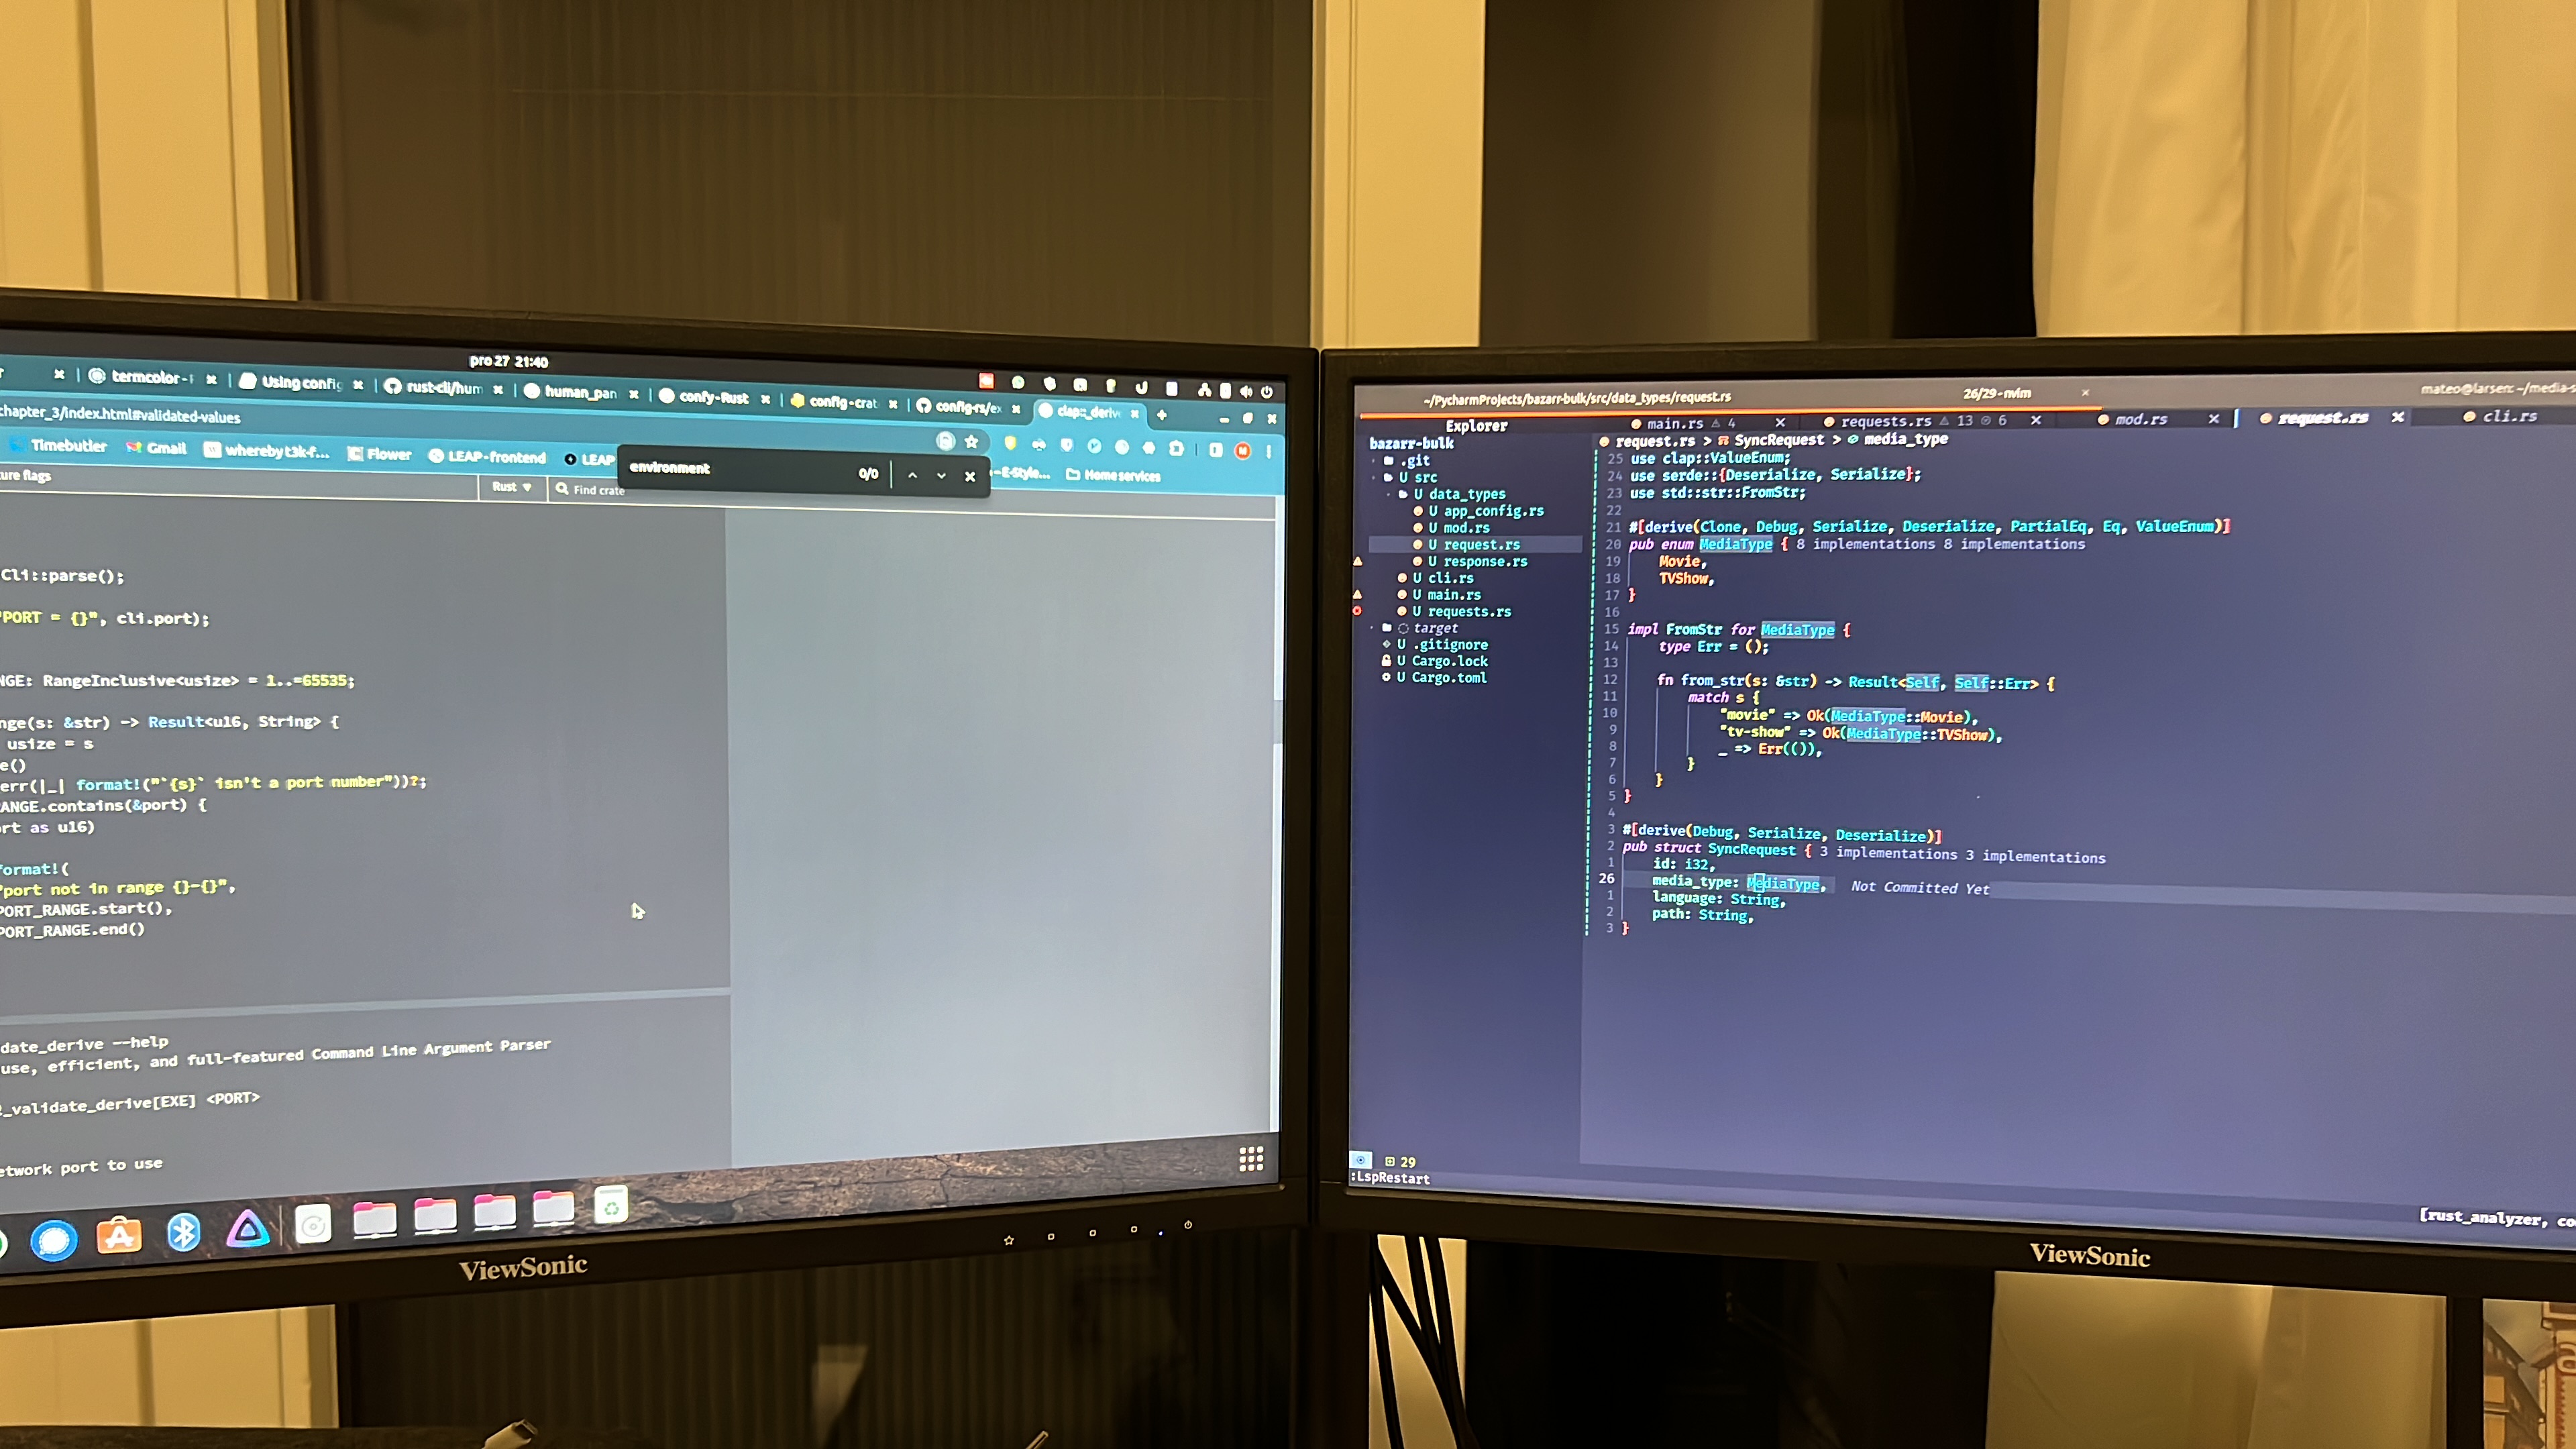 pro 27 21:40
termcolor -
Using config
rust-cli/hum
human_pan
confy-Rust
config-crat
config-rs/ex
clap::_deriv
chapter_3/index.html#validated-values
Timebutler
Gmail
whereby t3k-f...
Flower
LEAP-frontend
LEAP
environment
0/0
-E-Style...
Home services
ure flags
Rust
Find crate
Cli::parse();
"PORT = {}", cli.port);
NGE: RangeInclusive<usize> = 1..=65535;
nge(s: &str) -> Result<u16, String> {
usize = s
e()
err(|_| format!("`{s}` isn't a port number"))?;
ANGE.contains(&port) {
rt as u16)
format!(
"port not in range {}-{}",
PORT_RANGE.start(),
PORT_RANGE.end()
date_derive --help
use, efficient, and full-featured Command Line Argument Parser
_validate_derive[EXE] <PORT>
etwork port to use
ViewSonic
~/PycharmProjects/bazarr-bulk/src/data_types/request.rs
26/29-nvim
mateo@larsen: ~/media-s
Explorer
main.rs 4
requests.rs 13 6
mod.rs
request.rs
cli.rs
bazarr-bulk
.git
U src
U data_types
U app_config.rs
U mod.rs
U request.rs
U response.rs
U cli.rs
U main.rs
U requests.rs
target
U .gitignore
U Cargo.lock
U Cargo.toml
request.rs > SyncRequest > media_type
25 use clap::ValueEnum;
24 use serde::{Deserialize, Serialize};
23 use std::str::FromStr;
22
21 #[derive(Clone, Debug, Serialize, Deserialize, PartialEq, Eq, ValueEnum)]
20 pub enum MediaType { 8 implementations 8 implementations
19 Movie,
18 TVShow,
17 }
16
15 impl FromStr for MediaType {
14 type Err = ();
13
12 fn from_str(s: &str) -> Result<Self, Self::Err> {
11 match s {
10 "movie" => Ok(MediaType::Movie),
9 "tv-show" => Ok(MediaType::TVShow),
8 _ => Err(()),
7 }
6 }
5 }
4
3 #[derive(Debug, Serialize, Deserialize)]
2 pub struct SyncRequest { 3 implementations 3 implementations
1 id: i32,
26 media_type: MediaType, Not Committed Yet
1 language: String,
2 path: String,
3 }
29
:LspRestart
[rust_analyzer, co
ViewSonic